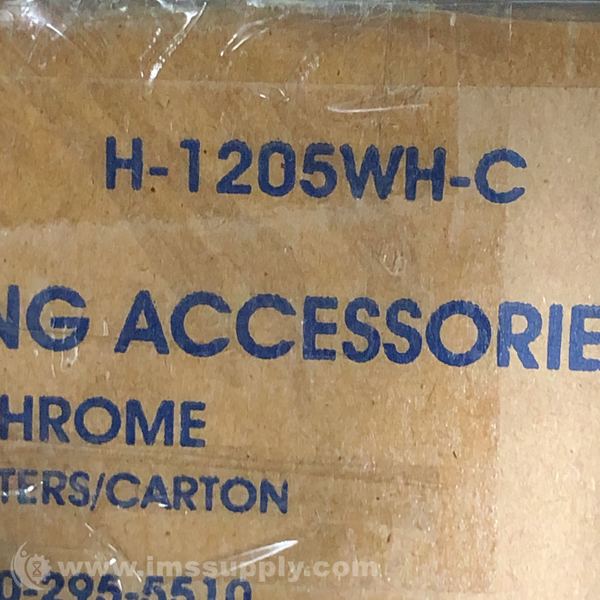 H-1205WH-C
NG ACCESSORIE
HROME
TERS/CARTON
www.imssupply.com
0-295-5510